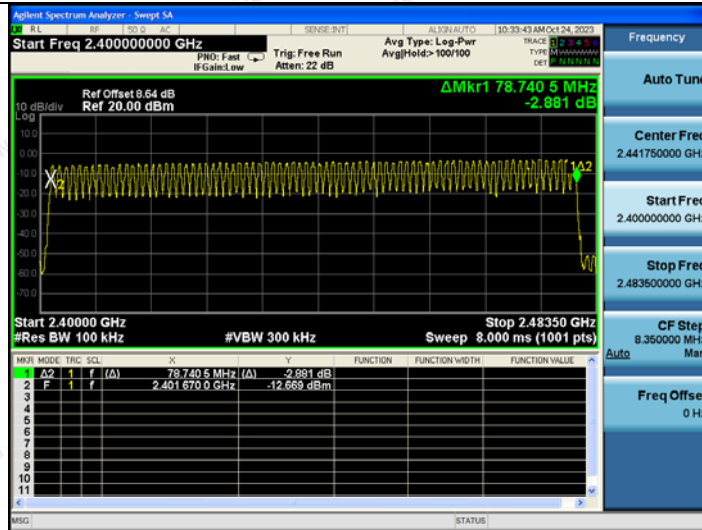 Agilent Spectrum Analyzer - Swept SA
RL RF 50 Ω AC SENSE:INT ALIGN AUTO 10:33:43 AM Oct 24, 2023
Start Freq 2.400000000 GHz
PNO: Fast
IFGain:Low
Trig: Free Run
Atten: 22 dB
Avg Type: Log-Pwr
Avg|Hold:>100/100
TRACE 1 2 3 4 5 6
TYPE M
DET P N N N N N
Frequency
Auto Tune
Center Freq
2.441750000 GHz
Start Freq
2.400000000 GHz
Stop Freq
2.483500000 GHz
CF Step
8.350000 MHz
Auto Man
Freq Offset
0 Hz
Ref Offset 8.64 dB
Ref 20.00 dBm
10 dB/div
Log
ΔMkr1 78.740 5 MHz
-2.881 dB
10.0
0.00
-10.0
-20.0
-30.0
-40.0
-50.0
-60.0
-70.0
X2
1Δ2
Start 2.40000 GHz
#Res BW 100 kHz
#VBW 300 kHz
Stop 2.48350 GHz
Sweep 8.000 ms (1001 pts)
MKR MODE TRC SCL X Y FUNCTION FUNCTION WIDTH FUNCTION VALUE
1 Δ2 1 f (Δ) 78.740 5 MHz (Δ) -2.881 dB
2 F 1 f 2.401 670 0 GHz -12.669 dBm
3
4
5
6
7
8
9
10
11
MSG STATUS